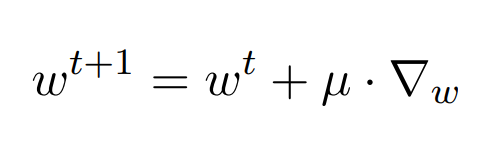 w^{t+1} = w^t + μ · ∇_w